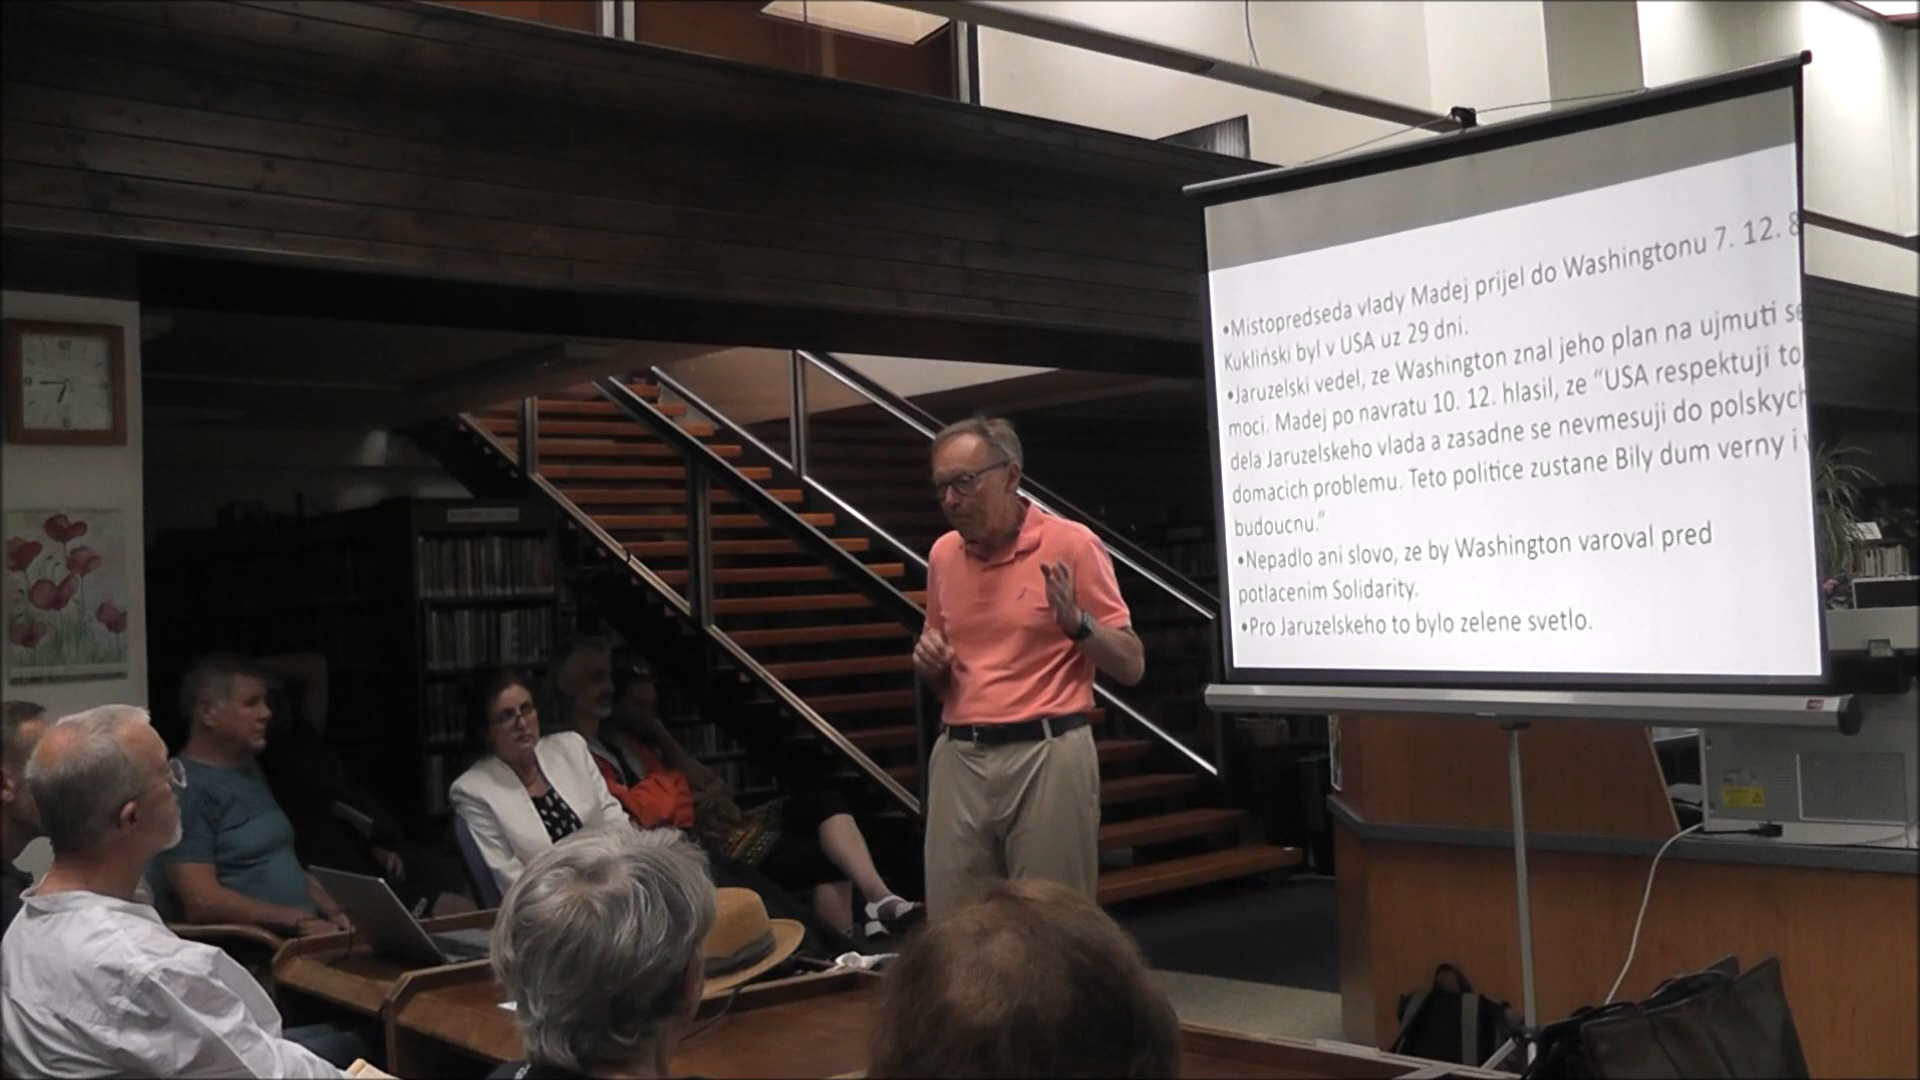 •Mistopredseda vlady Madej prijel do Washingtonu 7. 12. 8
Kukliński byl v USA uz 29 dni.
•Jaruzelski vedel, ze Washington znal jeho plan na ujmuti se
moci. Madej po navratu 10. 12. hlasil, ze “USA respektuji to
dela Jaruzelskeho vlada a zasadne se nevmesuji do polskych
domacich problemu. Teto politice zustane Bily dum verny i v
budoucnu.”
•Nepadlo ani slovo, ze by Washington varoval pred
potlacenim Solidarity.
•Pro Jaruzelskeho to bylo zelene svetlo.